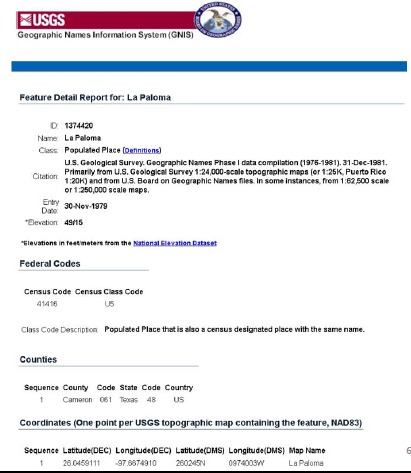 USGS
Geographic Names Information System (GNIS)
Feature Detail Report for: La Paloma
ID: 1374420
Name: La Paloma
Class: Populated Place (Definitions)
Citation: U.S. Geological Survey. Geographic Names Phase I data compilation (1976-1981). 31-Dec-1981.
Primarily from U.S. Geological Survey 1:24,000-scale topographic maps (or 1:25K, Puerto Rico
1:20K) and from U.S. Board on Geographic Names files. In some instances, from 1:62,500 scale
or 1:250,000 scale maps.
Entry Date: 30-Nov-1979
*Elevation: 49/15
*Elevations in feet/meters from the National Elevation Dataset
Federal Codes
Census Code Census Class Code
41416 U5
Class Code Description: Populated Place that is also a census designated place with the same name.
Counties
Sequence County Code State Code Country
1 Cameron 061 Texas 48 US
Coordinates (One point per USGS topographic map containing the feature, NAD83)
Sequence Latitude(DEC) Longitude(DEC) Latitude(DMS) Longitude(DMS) Map Name
1 26.0459111 -97.6674910 260245N 0974003W La Paloma
6